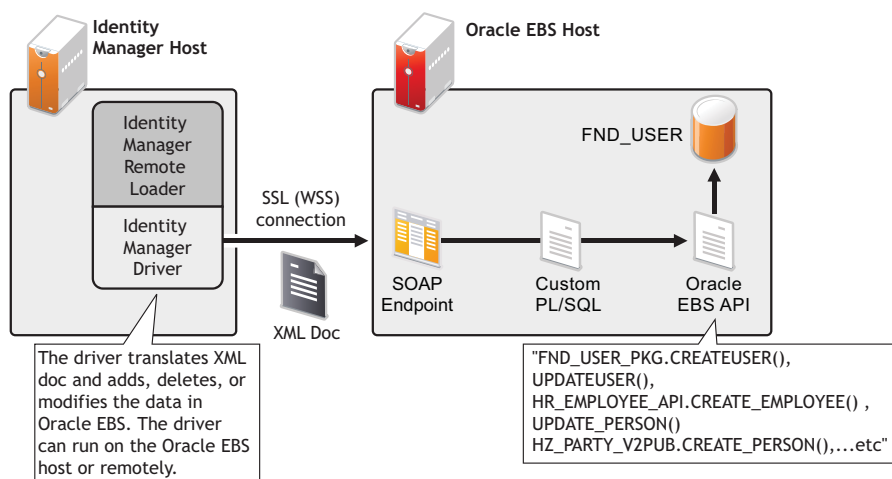 Identity
Manager Host
Oracle EBS Host
Identity
Manager
Remote
Loader
Identity
Manager
Driver
SSL (WSS)
connection
XML Doc
FND_USER
SOAP
Endpoint
Custom
PL/SQL
Oracle
EBS API
The driver translates XML
doc and adds, deletes, or
modifies the data in
Oracle EBS. The driver
can run on the Oracle EBS
host or remotely.
"FND_USER_PKG.CREATEUSER(),
UPDATEUSER(),
HR_EMPLOYEE_API.CREATE_EMPLOYEE() ,
UPDATE_PERSON()
HZ_PARTY_V2PUB.CREATE_PERSON(),...etc"